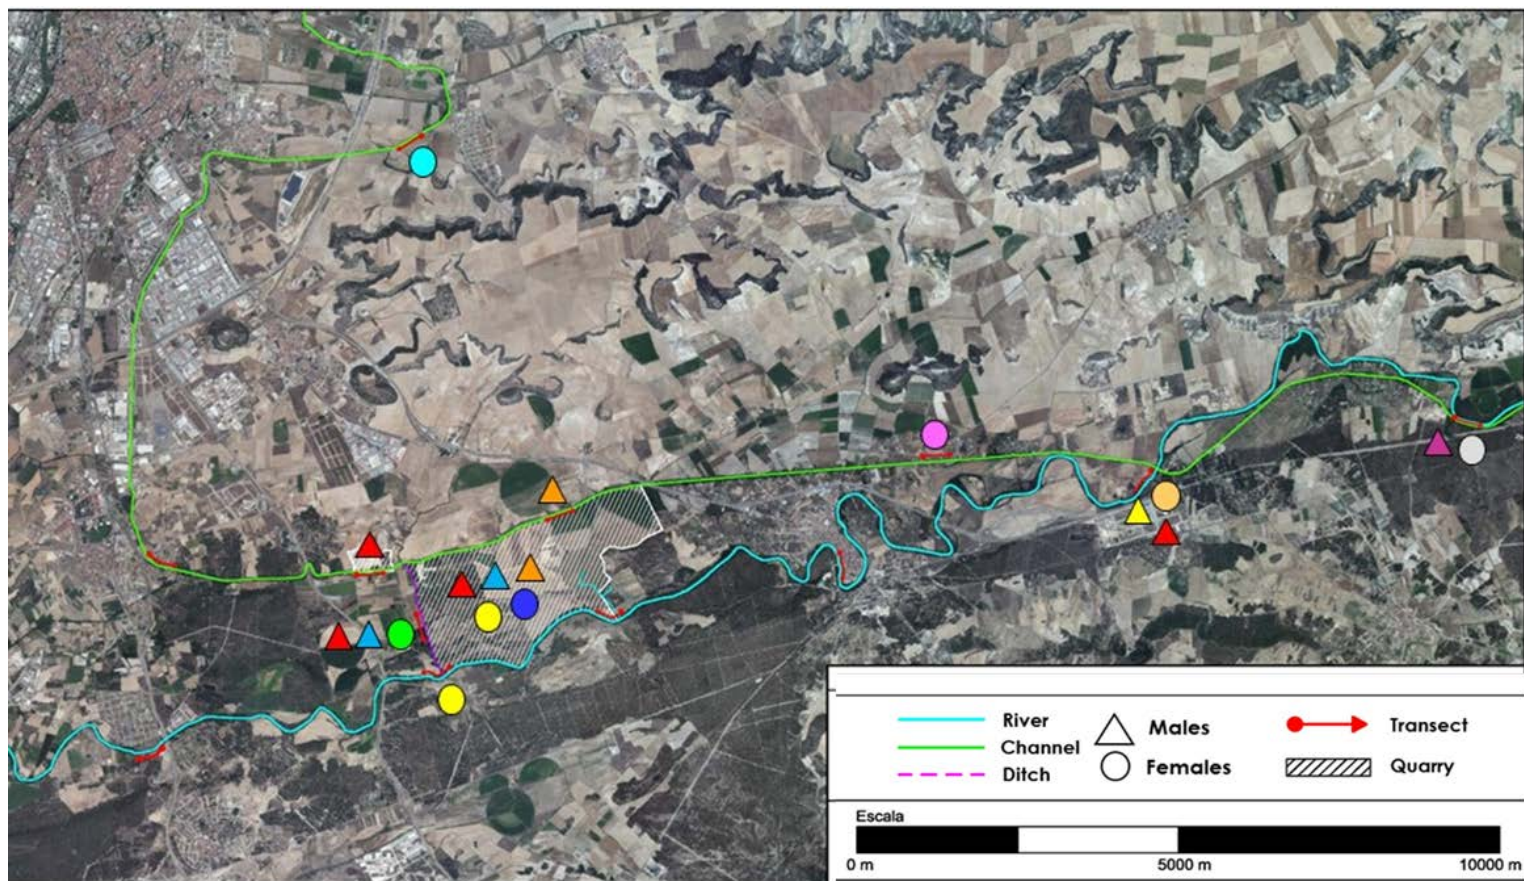 River
Males
Transect
Channel
Females
Quarry
Ditch
Escala
0 m
5000 m
10000 m